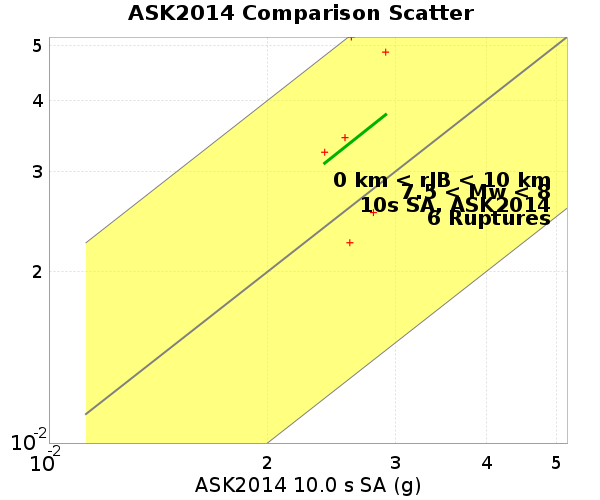 ASK2014 Comparison Scatter
5
4
3
2
10-2
0 km < rJB < 10 km
7.5 < Mw < 8
10s SA, ASK2014
6 Ruptures
10-2
2
3
4
5
ASK2014 10.0 s SA (g)